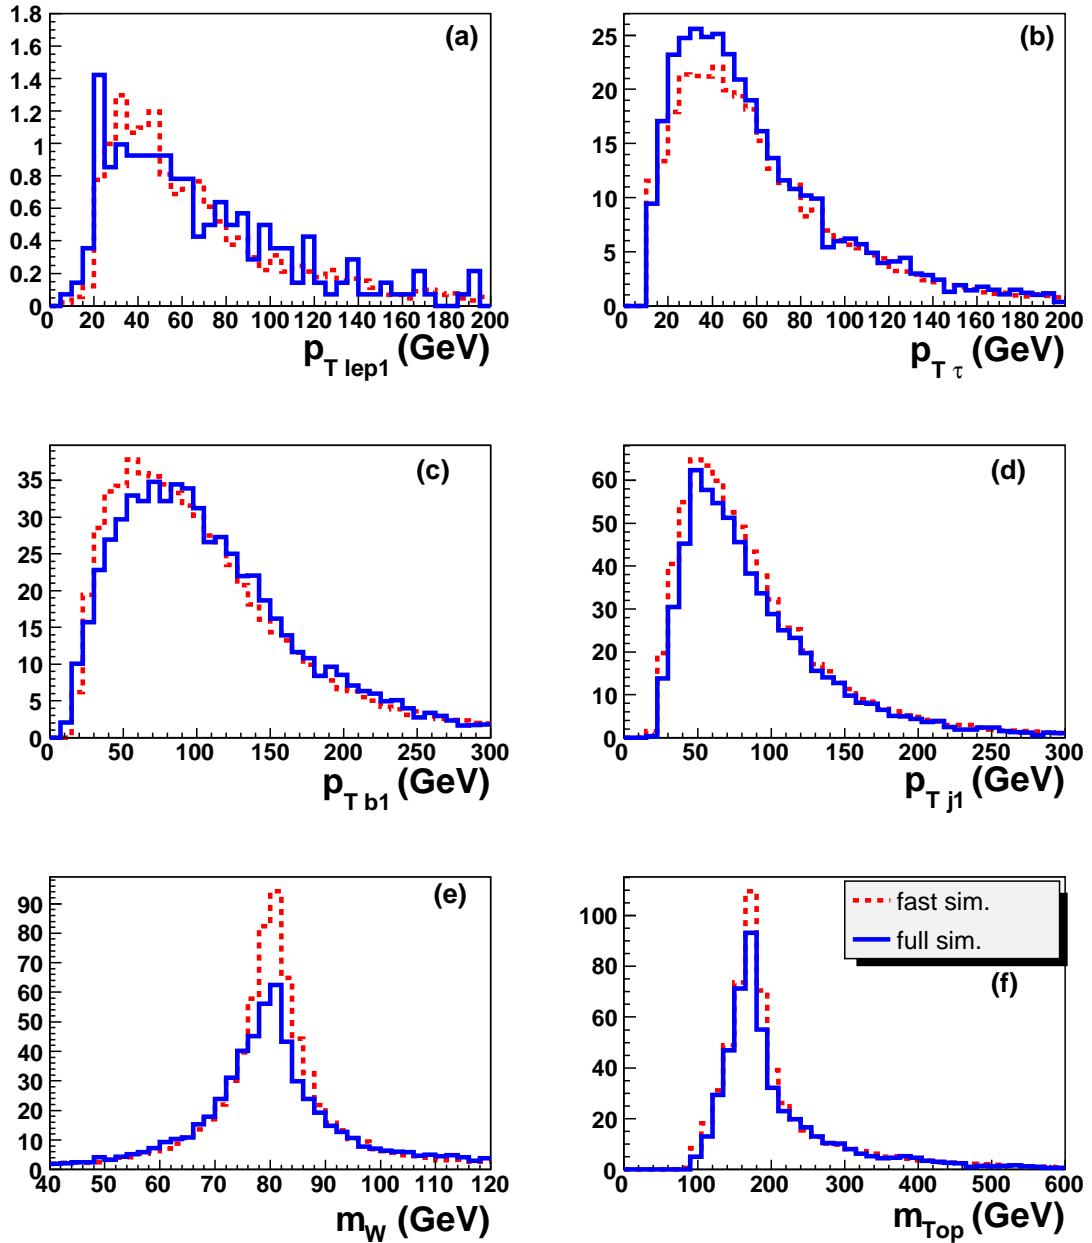 1.8
1.6
1.4
1.2
1
0.8
0.6
0.4
0.2
0
(a)
0 20 40 60 80 100 120 140 160 180 200
p_T lep1 (GeV)
25
20
15
10
5
0
(b)
0 20 40 60 80 100 120 140 160 180 200
p_T τ (GeV)
35
30
25
20
15
10
5
0
(c)
0 50 100 150 200 250 300
p_T b1 (GeV)
60
50
40
30
20
10
0
(d)
0 50 100 150 200 250 300
p_T j1 (GeV)
90
80
70
60
50
40
30
20
10
0
(e)
40 50 60 70 80 90 100 110 120
m_W (GeV)
100
80
60
40
20
0
fast sim.
full sim.
(f)
0 100 200 300 400 500 600
m_Top (GeV)